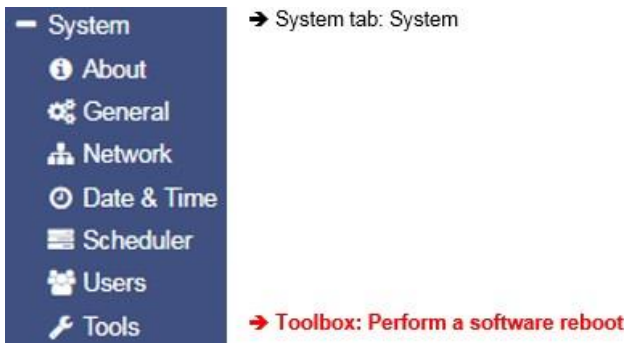 System
➔ System tab: System
About
General
Network
Date & Time
Scheduler
Users
Tools
➔ Toolbox: Perform a software reboot